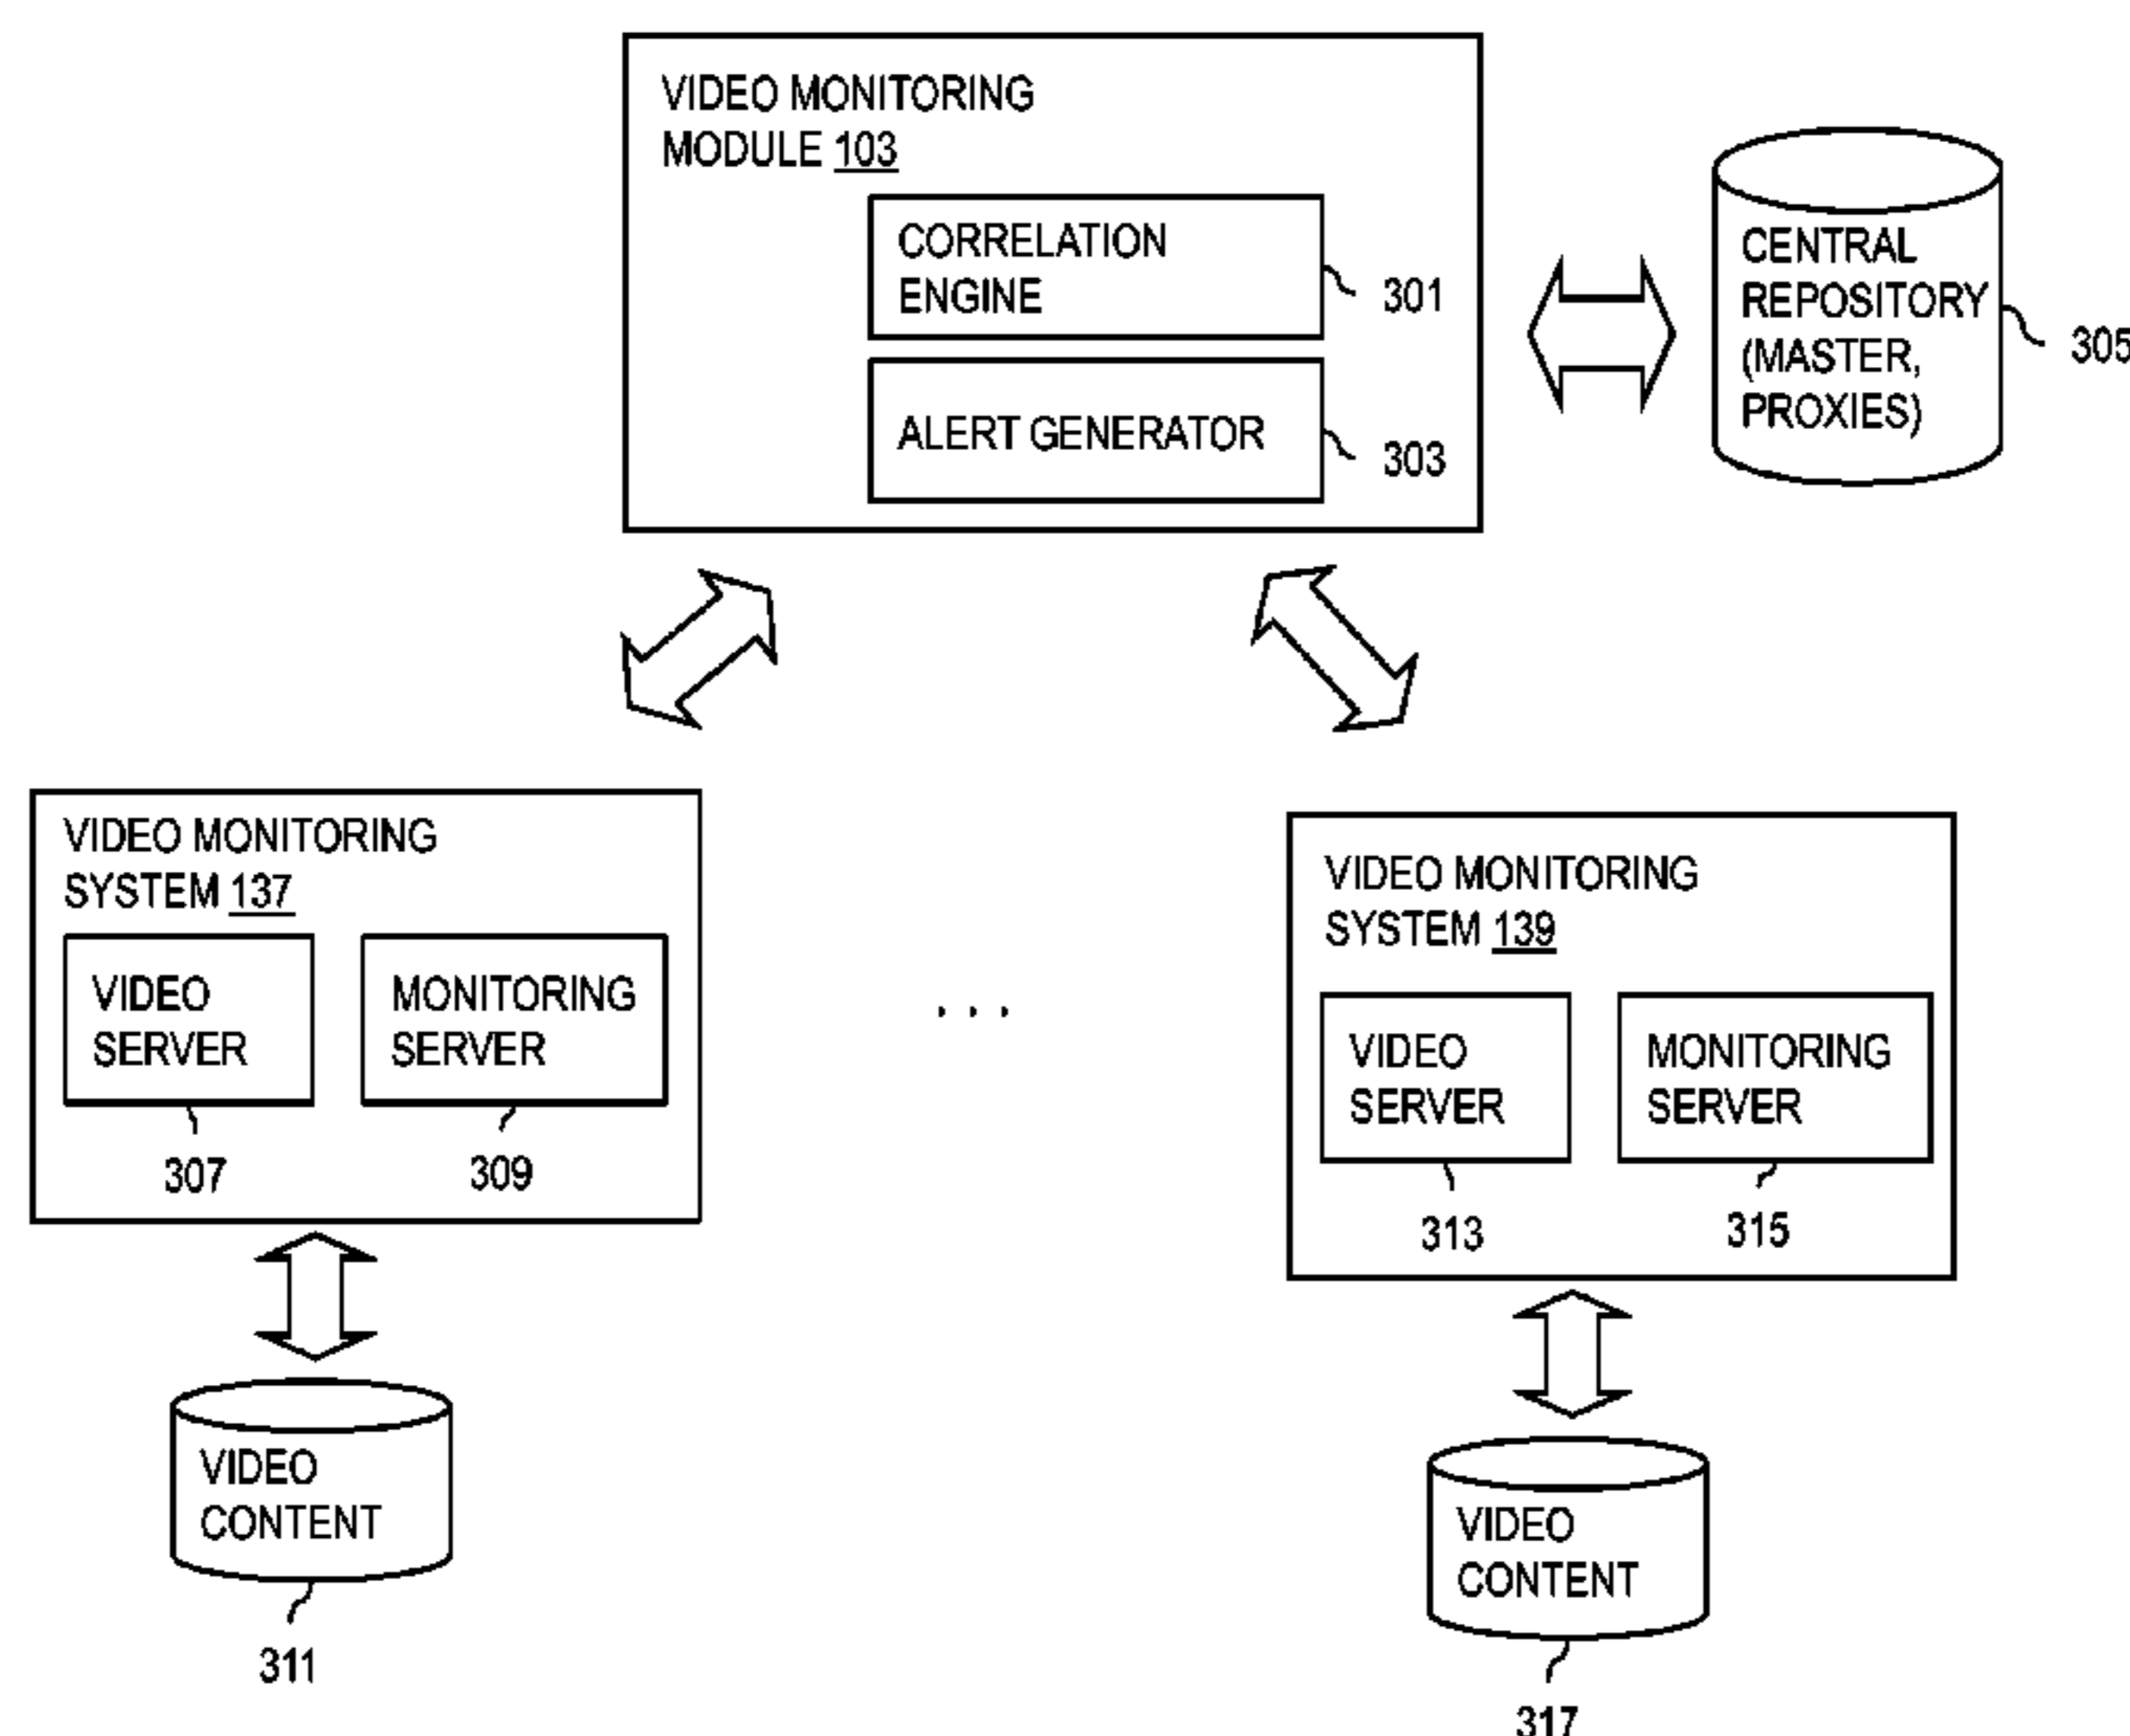 VIDEO MONITORING
MODULE 103
CORRELATION
ENGINE
301
ALERT GENERATOR
303
CENTRAL
REPOSITORY
(MASTER,
PROXIES)
305
VIDEO MONITORING
SYSTEM 137
VIDEO
SERVER
307
MONITORING
SERVER
309
. . .
VIDEO MONITORING
SYSTEM 139
VIDEO
SERVER
313
MONITORING
SERVER
315
VIDEO
CONTENT
311
VIDEO
CONTENT
317